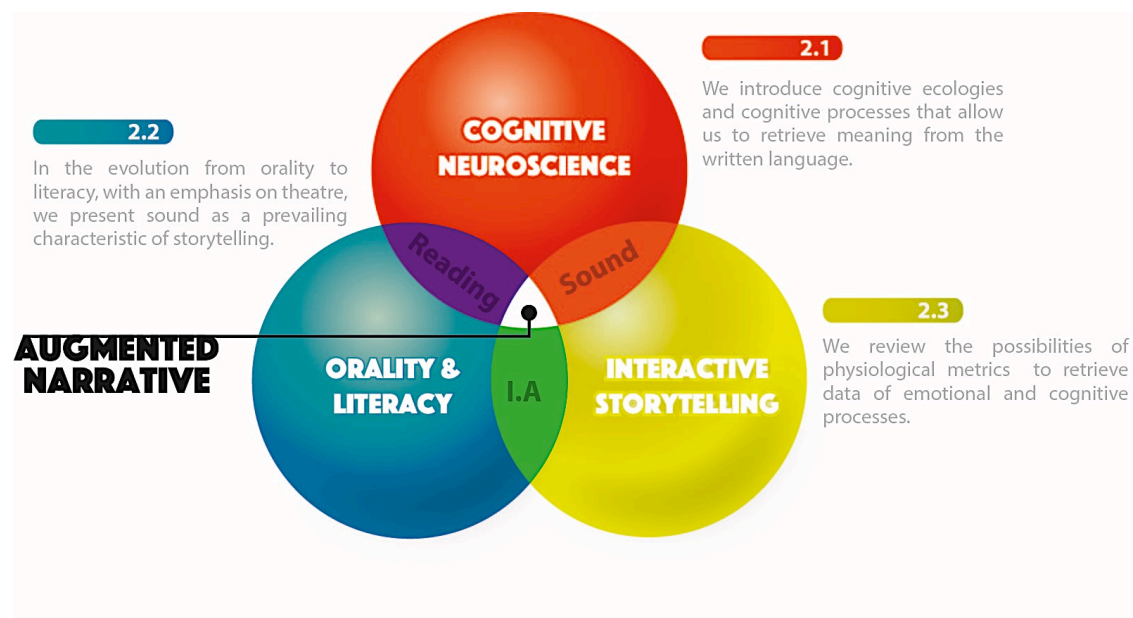 2.1
We introduce cognitive ecologies
and cognitive processes that allow
us to retrieve meaning from the
written language.
COGNITIVE
NEUROSCIENCE
2.2
In the evolution from orality to
literacy, with an emphasis on theatre,
we present sound as a prevailing
characteristic of storytelling.
Reading
Sound
2.3
We review the possibilities of
physiological metrics to retrieve
data of emotional and cognitive
processes.
AUGMENTED
NARRATIVE
ORALITY &
LITERACY
I.A
INTERACTIVE
STORYTELLING